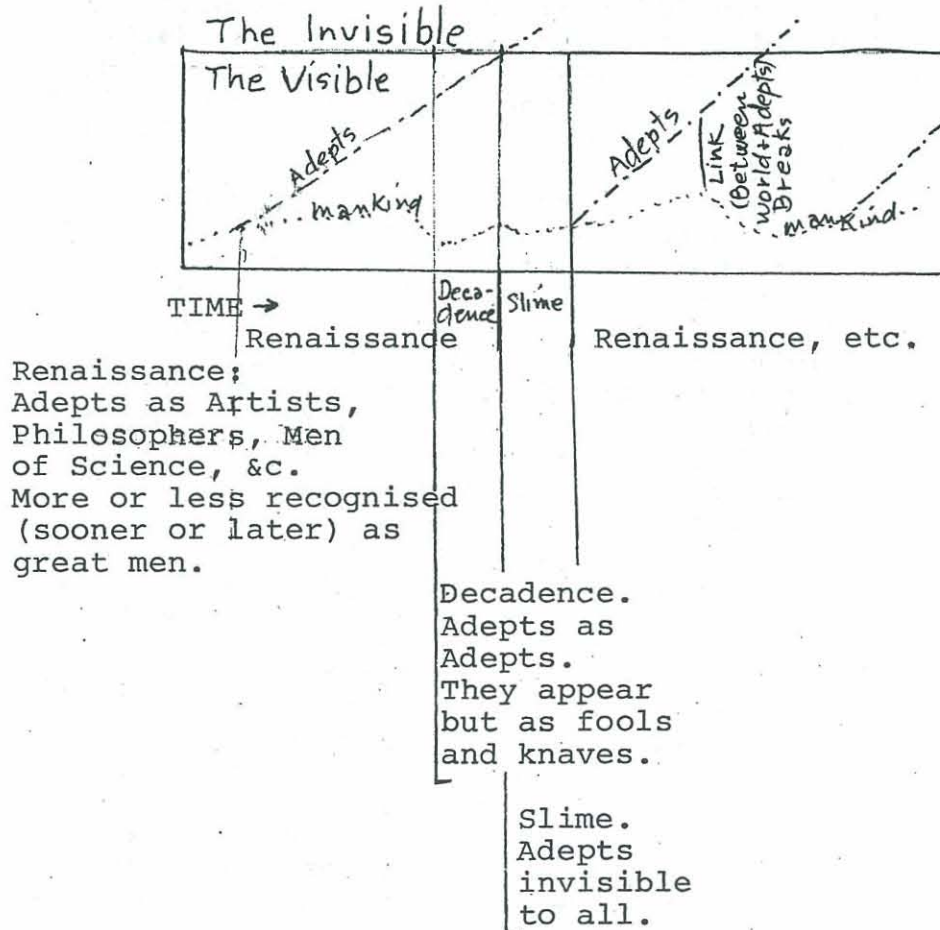 The Invisible
The Visible
Adepts
mankind
Adepts
Link
(Between
world+Adepts)
Breaks
mankind..
TIME →
Deca-
dence
Slime
Renaissance
Renaissance, etc.
Renaissance:
Adepts as Artists,
Philosophers, Men
of Science, &c.
More or less recognised
(sooner or later) as
great men.
Decadence.
Adepts as
Adepts.
They appear
but as fools
and knaves.
Slime.
Adepts
invisible
to all.